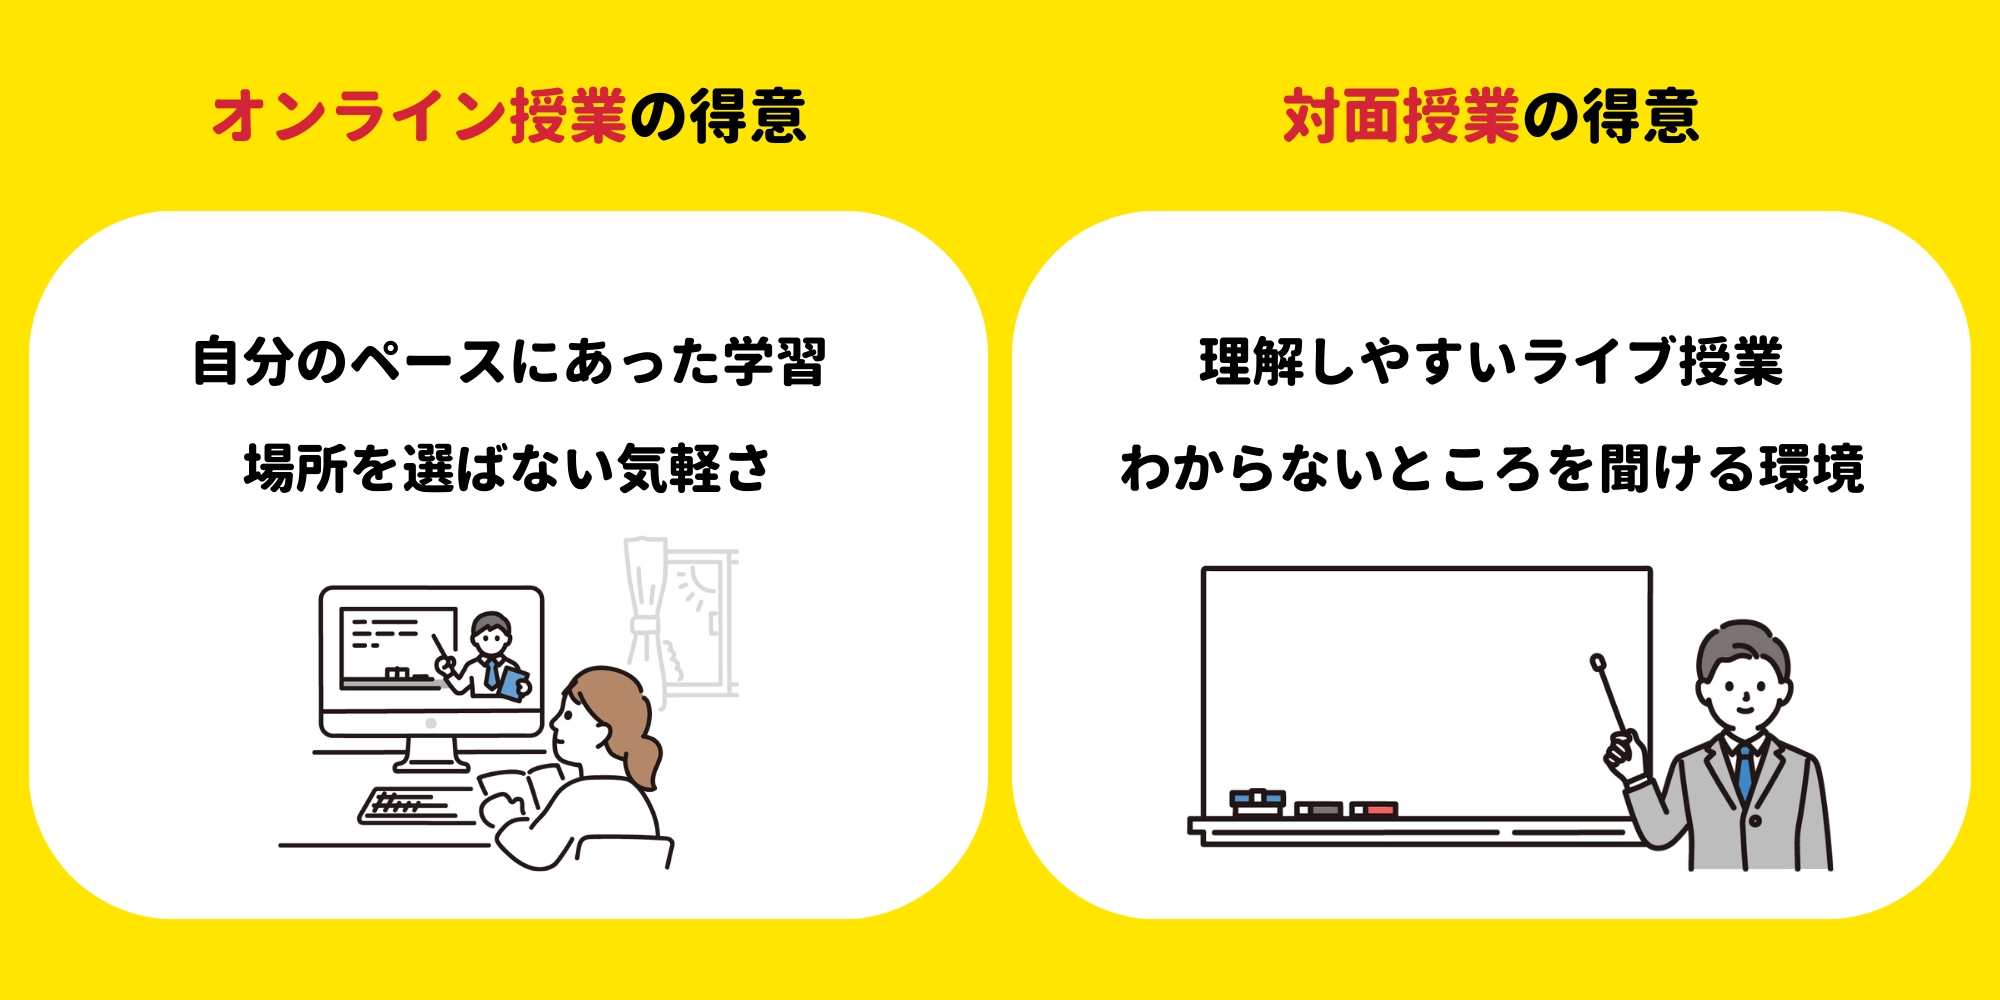 オンライン授業の得意
自分のペースにあった学習
場所を選ばない気軽さ
対面授業の得意
理解しやすいライブ授業
わからないところを聞ける環境